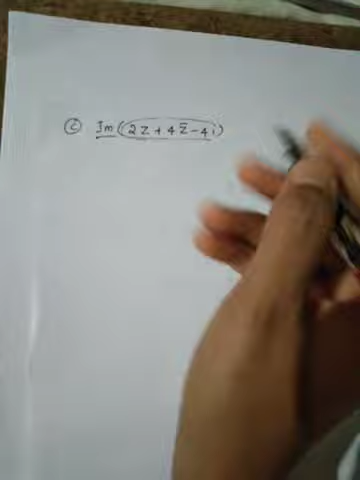 ⓒ Im(2z + 4z̄ - 4i)